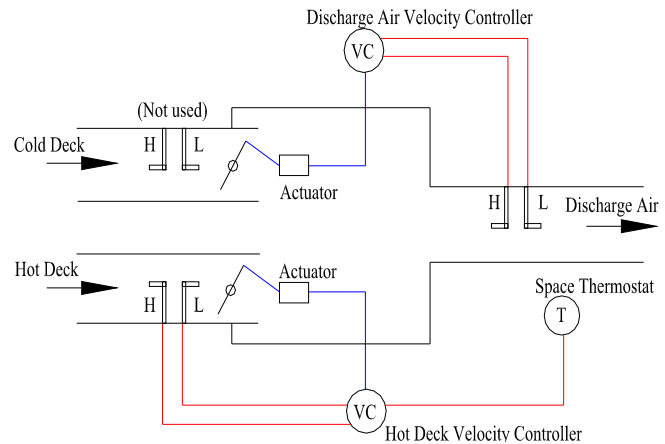 Discharge Air Velocity Controller
VC
(Not used)
H L
Cold Deck
Actuator
H L
Discharge Air
Hot Deck
Actuator
H L
Space Thermostat
T
VC
Hot Deck Velocity Controller